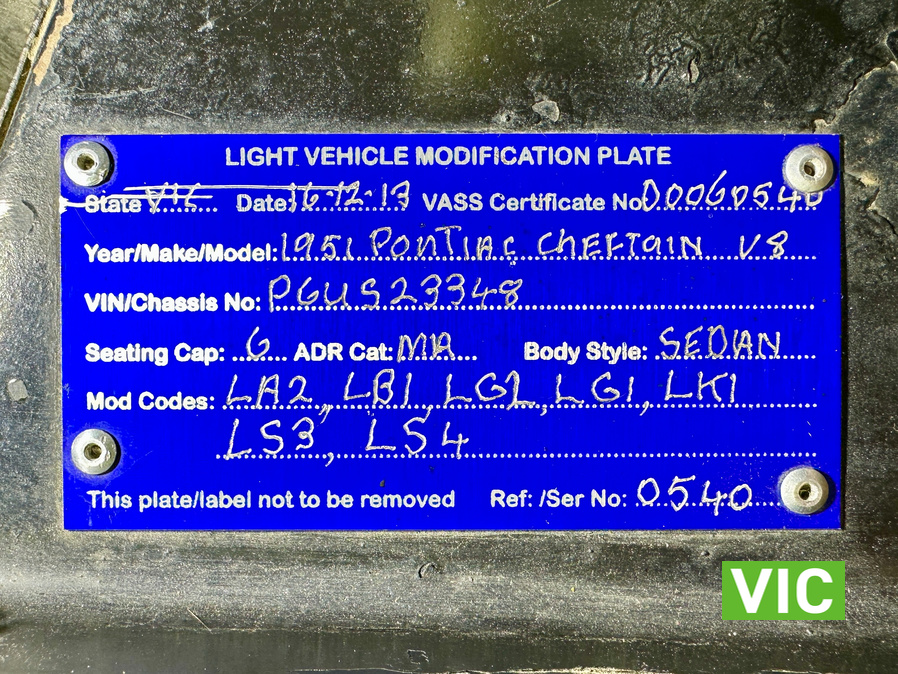 LIGHT VEHICLE MODIFICATION PLATE
State VIC Date: 16-12-13 VASS Certificate No: D0060540
Year/Make/Model: 1951 PONTIAC CHEFTAIN V8
VIN/Chassis No: PGUS23348
Seating Cap: 6 ADR Cat: MA Body Style: SEDAN
Mod Codes: LA2, LB1, LG2, LG1, LK1
LS3, LS4
This plate/label not to be removed Ref: /Ser No: 0540
VIC